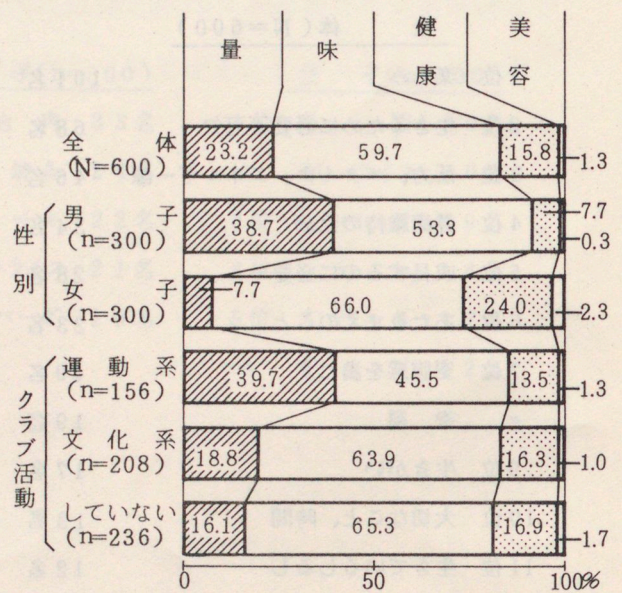 量 味 健康 美容
全体 (N=600) 23.2 59.7 15.8 1.3
性別
男子 (n=300) 38.7 53.3 7.7 0.3
女子 (n=300) 7.7 66.0 24.0 2.3
クラブ活動
運動系 (n=156) 39.7 45.5 13.5 1.3
文化系 (n=208) 18.8 63.9 16.3 1.0
していない (n=236) 16.1 65.3 16.9 1.7
0 50 100%